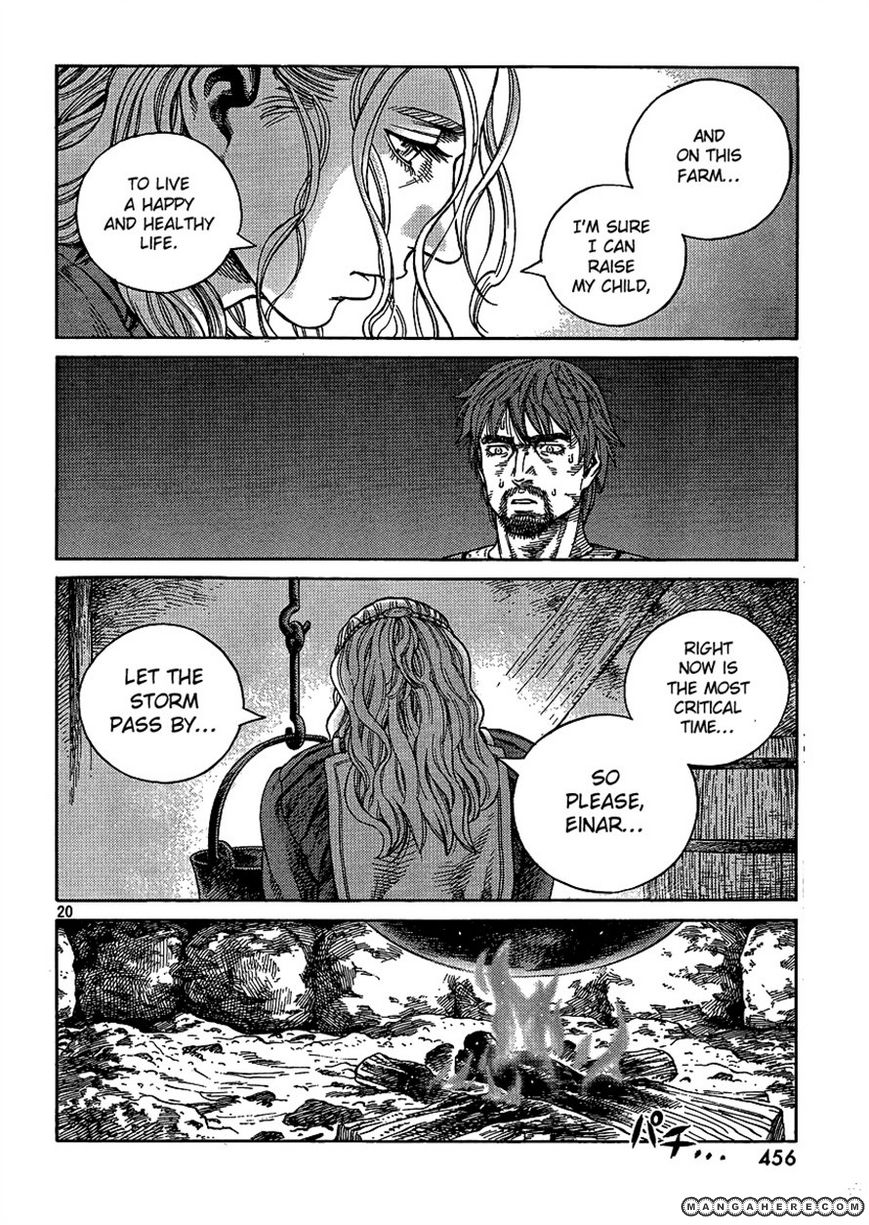 AND
ON THIS
FARM...
I'M SURE
I CAN
RAISE
MY CHILD,
TO LIVE
A HAPPY
AND HEALTHY
LIFE.
RIGHT
NOW IS
THE MOST
CRITICAL
TIME...
SO
PLEASE,
EINAR...
LET THE
STORM
PASS BY...
20
パチ...
456
MANGAHERE.COM